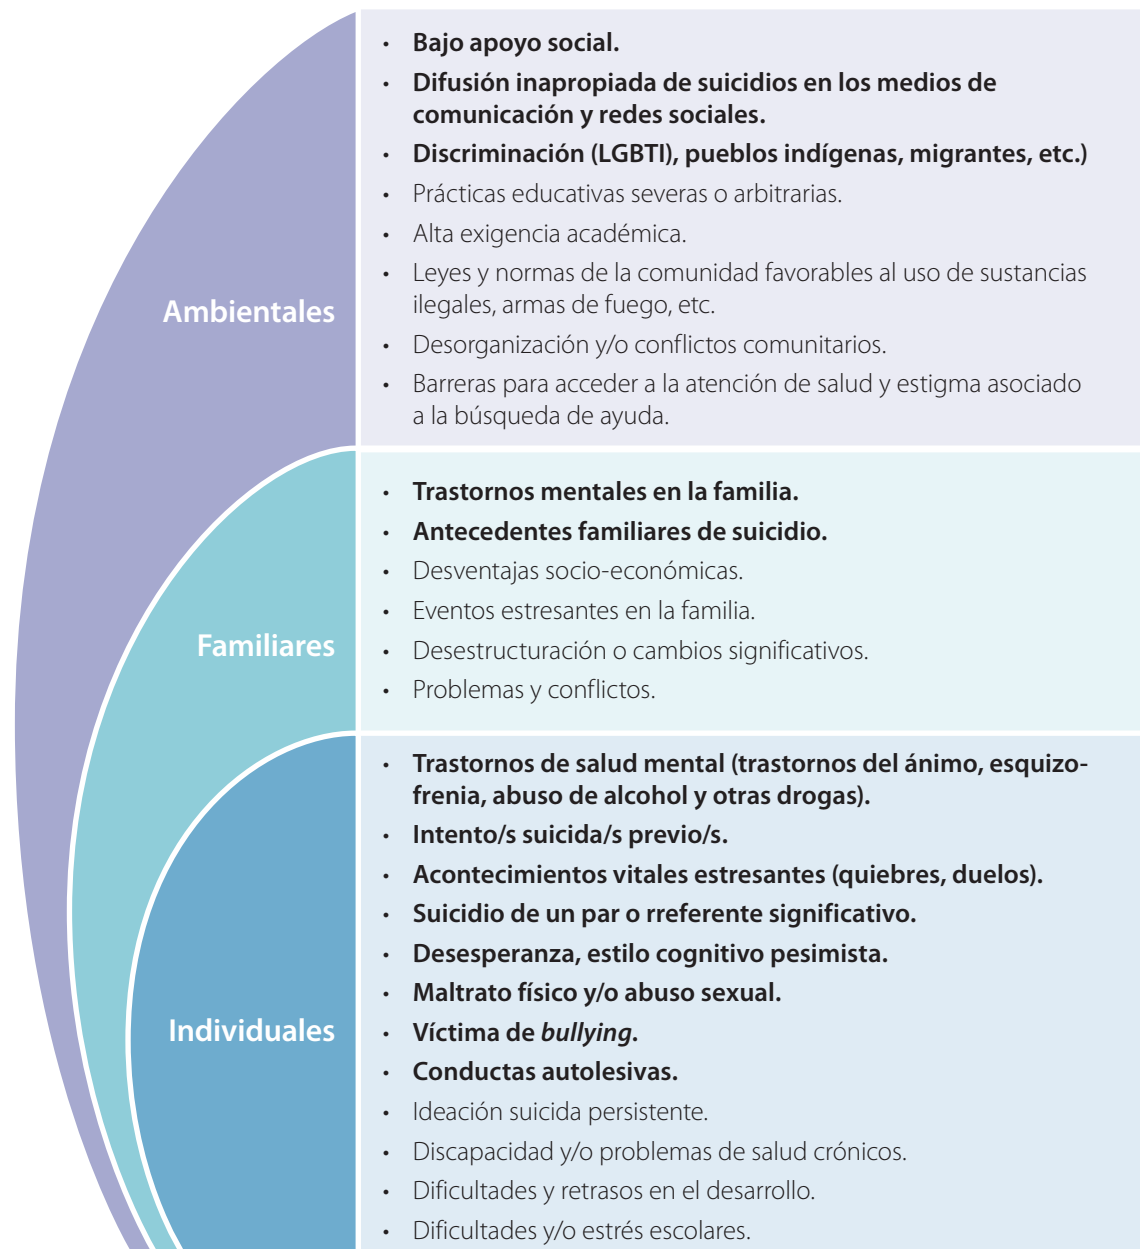 Ambientales
• Bajo apoyo social.
• Difusión inapropiada de suicidios en los medios de
comunicación y redes sociales.
• Discriminación (LGBTI), pueblos indígenas, migrantes, etc.)
• Prácticas educativas severas o arbitrarias.
• Alta exigencia académica.
• Leyes y normas de la comunidad favorables al uso de sustancias
ilegales, armas de fuego, etc.
• Desorganización y/o conflictos comunitarios.
• Barreras para acceder a la atención de salud y estigma asociado
a la búsqueda de ayuda.
Familiares
• Trastornos mentales en la familia.
• Antecedentes familiares de suicidio.
• Desventajas socio-económicas.
• Eventos estresantes en la familia.
• Desestructuración o cambios significativos.
• Problemas y conflictos.
Individuales
• Trastornos de salud mental (trastornos del ánimo, esquizo-
frenia, abuso de alcohol y otras drogas).
• Intento/s suicida/s previo/s.
• Acontecimientos vitales estresantes (quiebres, duelos).
• Suicidio de un par o rreferente significativo.
• Desesperanza, estilo cognitivo pesimista.
• Maltrato físico y/o abuso sexual.
• Víctima de bullying.
• Conductas autolesivas.
• Ideación suicida persistente.
• Discapacidad y/o problemas de salud crónicos.
• Dificultades y retrasos en el desarrollo.
• Dificultades y/o estrés escolares.